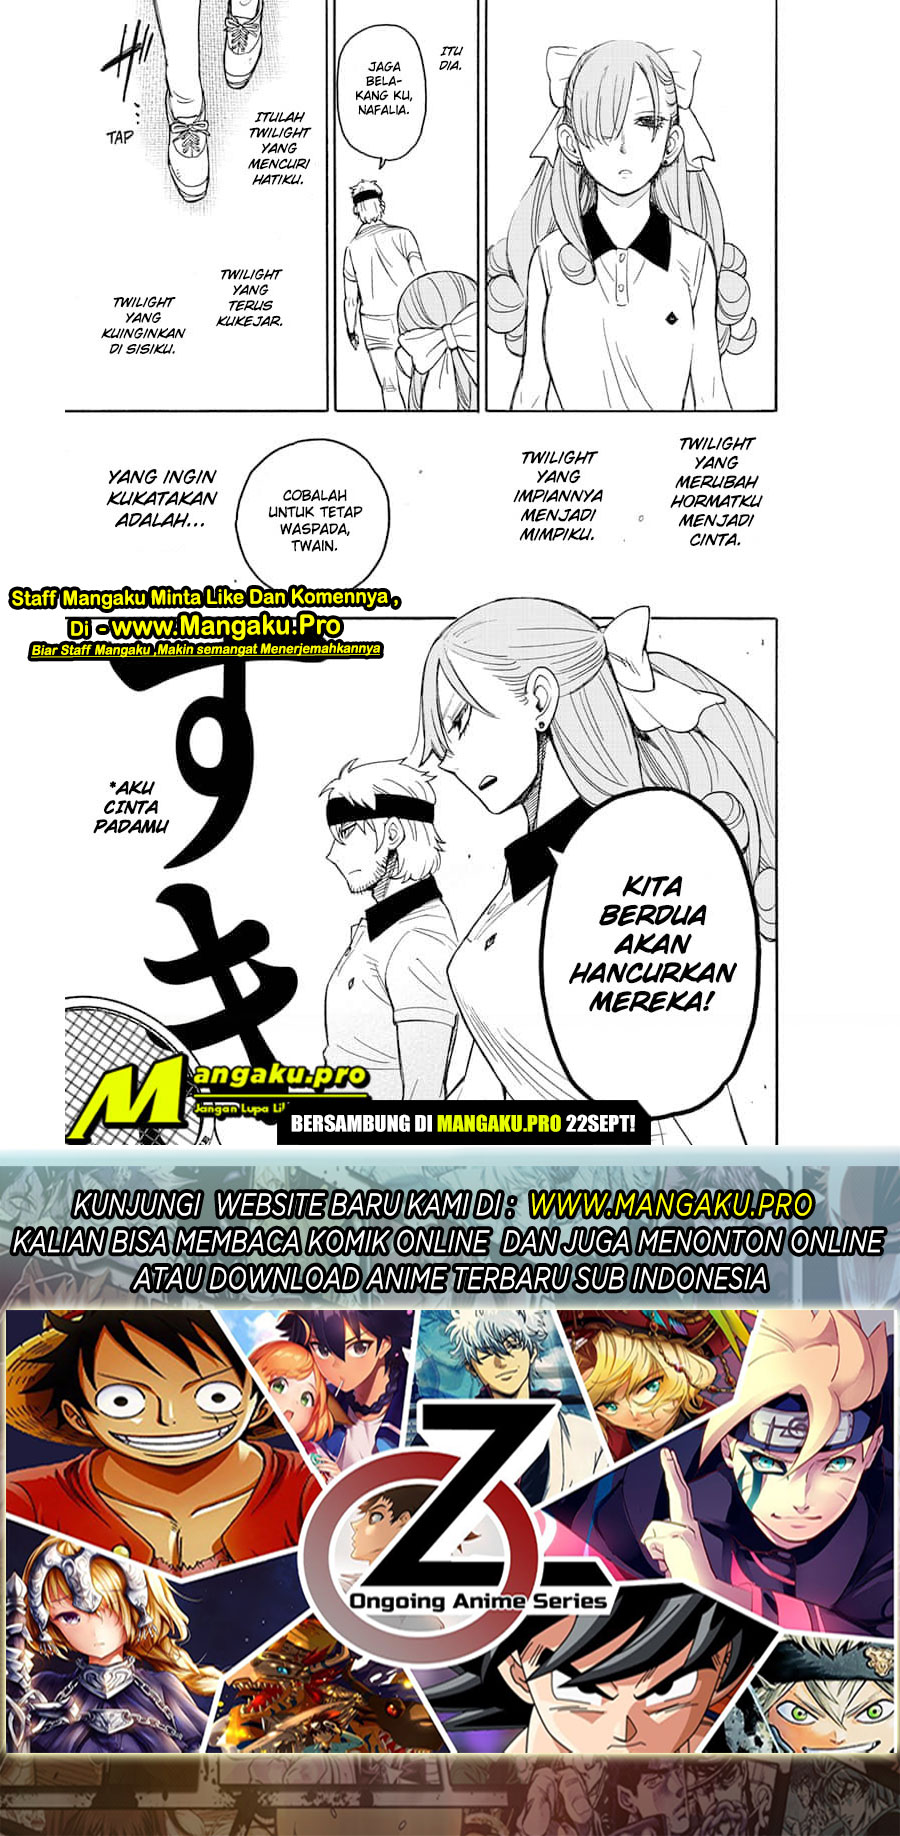 ITU
DIA.
JAGA
BELA-
KANG KU,
NAFALIA.
ITULAH
TWILIGHT
YANG
MENCURI
HATIKU.
TAP
TWILIGHT
YANG
TERUS
KUKEJAR.
TWILIGHT
YANG
KUINGINKAN
DI SISIKU.
TWILIGHT
YANG
MERUBAH
HORMATKU
MENJADI
CINTA.
TWILIGHT
YANG
IMPIANNYA
MENJADI
MIMPIKU.
COBALAH
UNTUK TETAP
WASPADA,
TWAIN.
YANG INGIN
KUKATAKAN
ADALAH...
Staff Mangaku Minta Like Dan Komennya ,
Di - www.Mangaku.Pro
Biar Staff Mangaku ,Makin semangat Menerjemahkannya
KITA
BERDUA
AKAN
HANCURKAN
MEREKA!
すき
*AKU
CINTA
PADAMU
Mangaku.pro
Jangan Lupa
BERSAMBUNG DI MANGAKU.PRO 22SEPT!
KUNJUNGI WEBSITE BARU KAMI DI : WWW.MANGAKU.PRO
KALIAN BISA MEMBACA KOMIK ONLINE DAN JUGA MENONTON ONLINE
ATAU DOWNLOAD ANIME TERBARU SUB INDONESIA
Z
Ongoing Anime Series